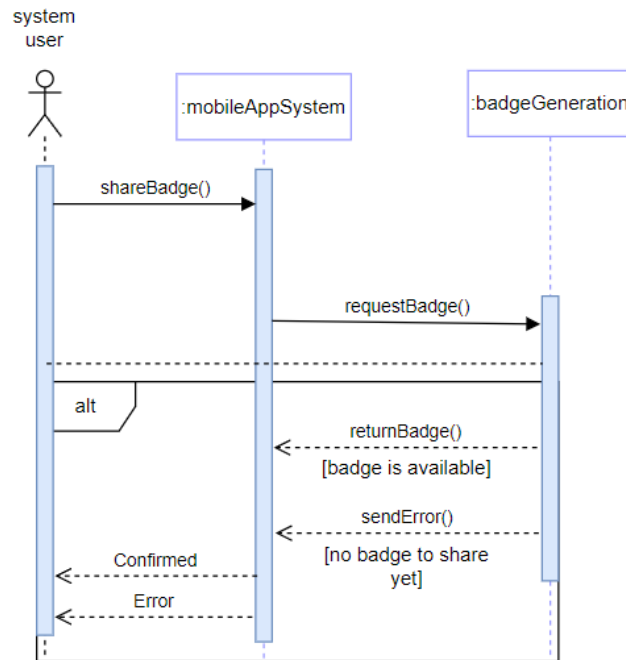 system
user
:mobileAppSystem
:badgeGeneration
shareBadge()
requestBadge()
alt
returnBadge()
[badge is available]
sendError()
[no badge to share
yet]
Confirmed
Error